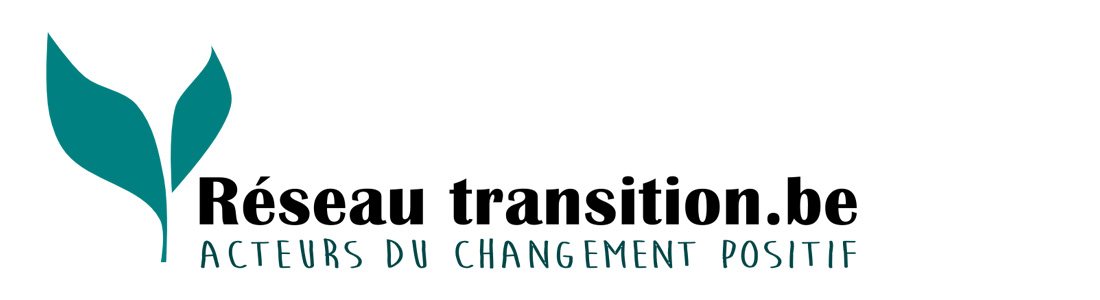 Réseau transition.be
ACTEURS DU CHANGEMENT POSITIF